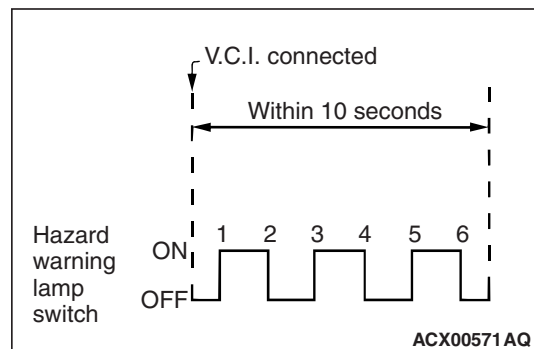 V.C.I. connected
Within 10 seconds
1 2 3 4 5 6
Hazard
warning
lamp
switch
ON
OFF
ACX00571AQ